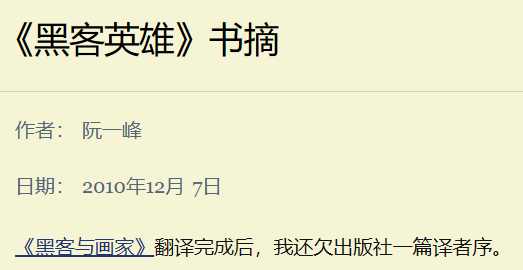 《黑客英雄》书摘
作者： 阮一峰
日期： 2010年12月 7日
《黑客与画家》翻译完成后，我还欠出版社一篇译者序。